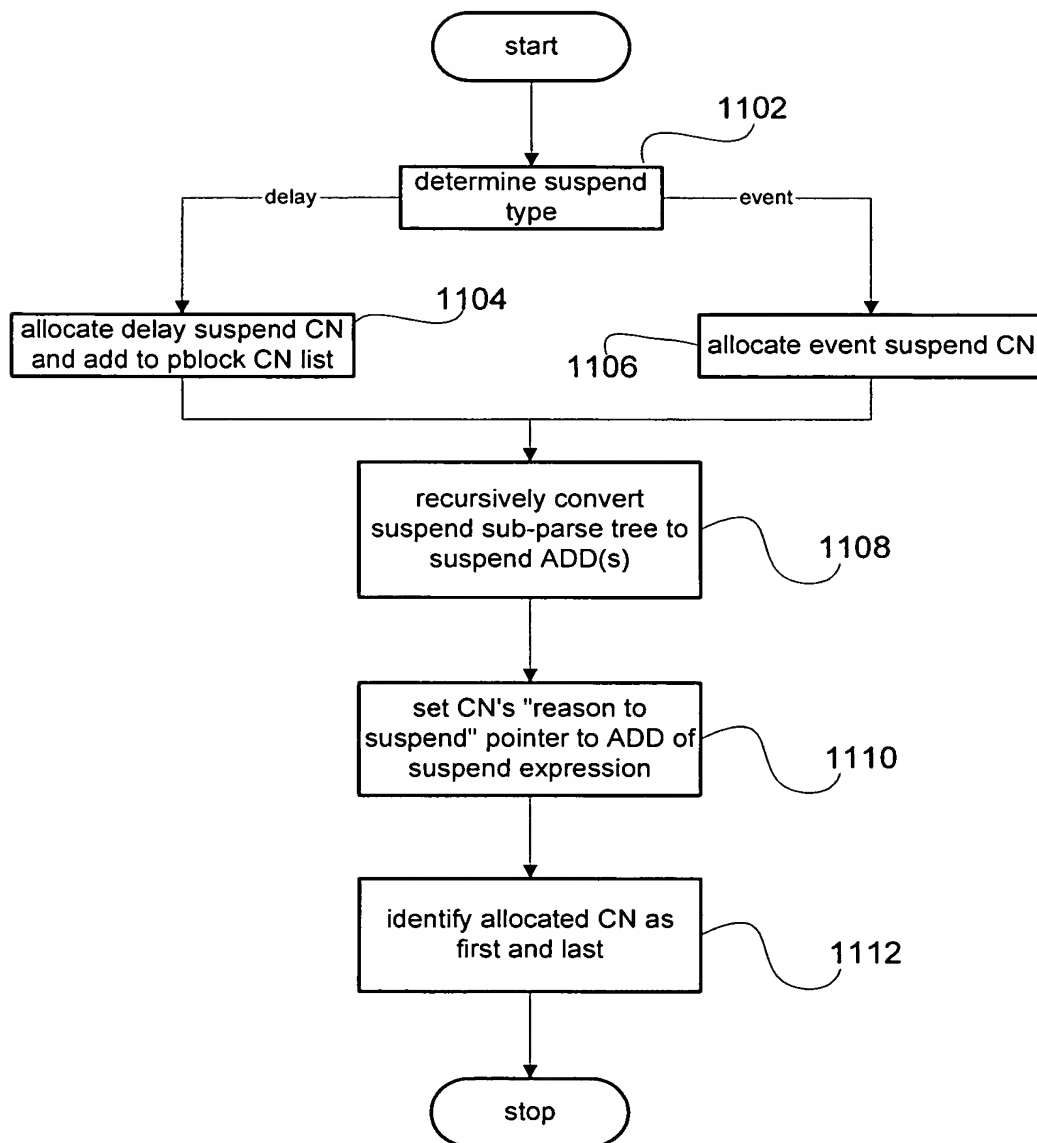 start
1102
determine suspend
type
delay
event
1104
allocate delay suspend CN
and add to pblock CN list
allocate event suspend CN
1106
recursively convert
suspend sub-parse tree to
suspend ADD(s)
1108
set CN's "reason to
suspend" pointer to ADD of
suspend expression
1110
identify allocated CN as
first and last
1112
stop